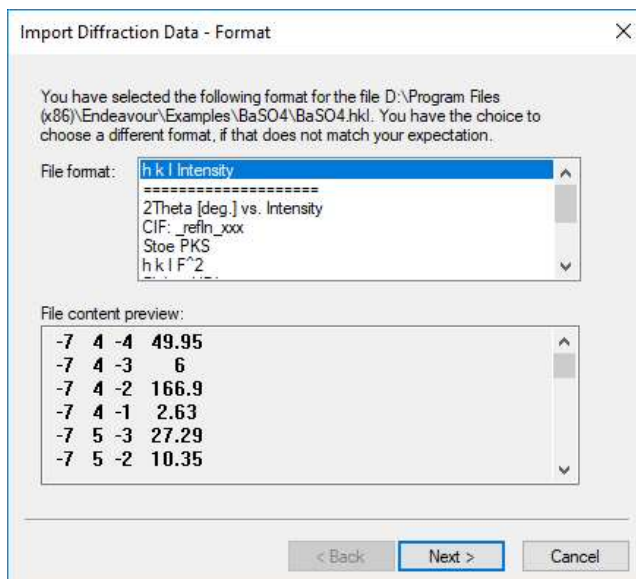 Import Diffraction Data - Format
You have selected the following format for the file D:\Program Files
(x86)\Endeavour\Examples\BaSO4\BaSO4.hkl. You have the choice to
choose a different format, if that does not match your expectation.
File format:
h k l Intensity
====================
2Theta [deg.] vs. Intensity
CIF: _refln_xxx
Stoe PKS
h k l F^2
File content preview:
-7 4 -4 49.95
-7 4 -3 6
-7 4 -2 166.9
-7 4 -1 2.63
-7 5 -3 27.29
-7 5 -2 10.35
< Back
Next >
Cancel